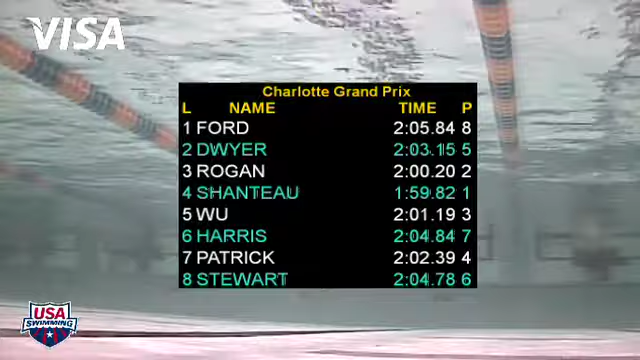 VISA
Charlotte Grand Prix
L NAME TIME P
1 FORD 2:05.84 8
2 DWYER 2:03.15 5
3 ROGAN 2:00.20 2
4 SHANTEAU 1:59.82 1
5 WU 2:01.19 3
6 HARRIS 2:04.84 7
7 PATRICK 2:02.39 4
8 STEWART 2:04.78 6
USA
SWIMMING